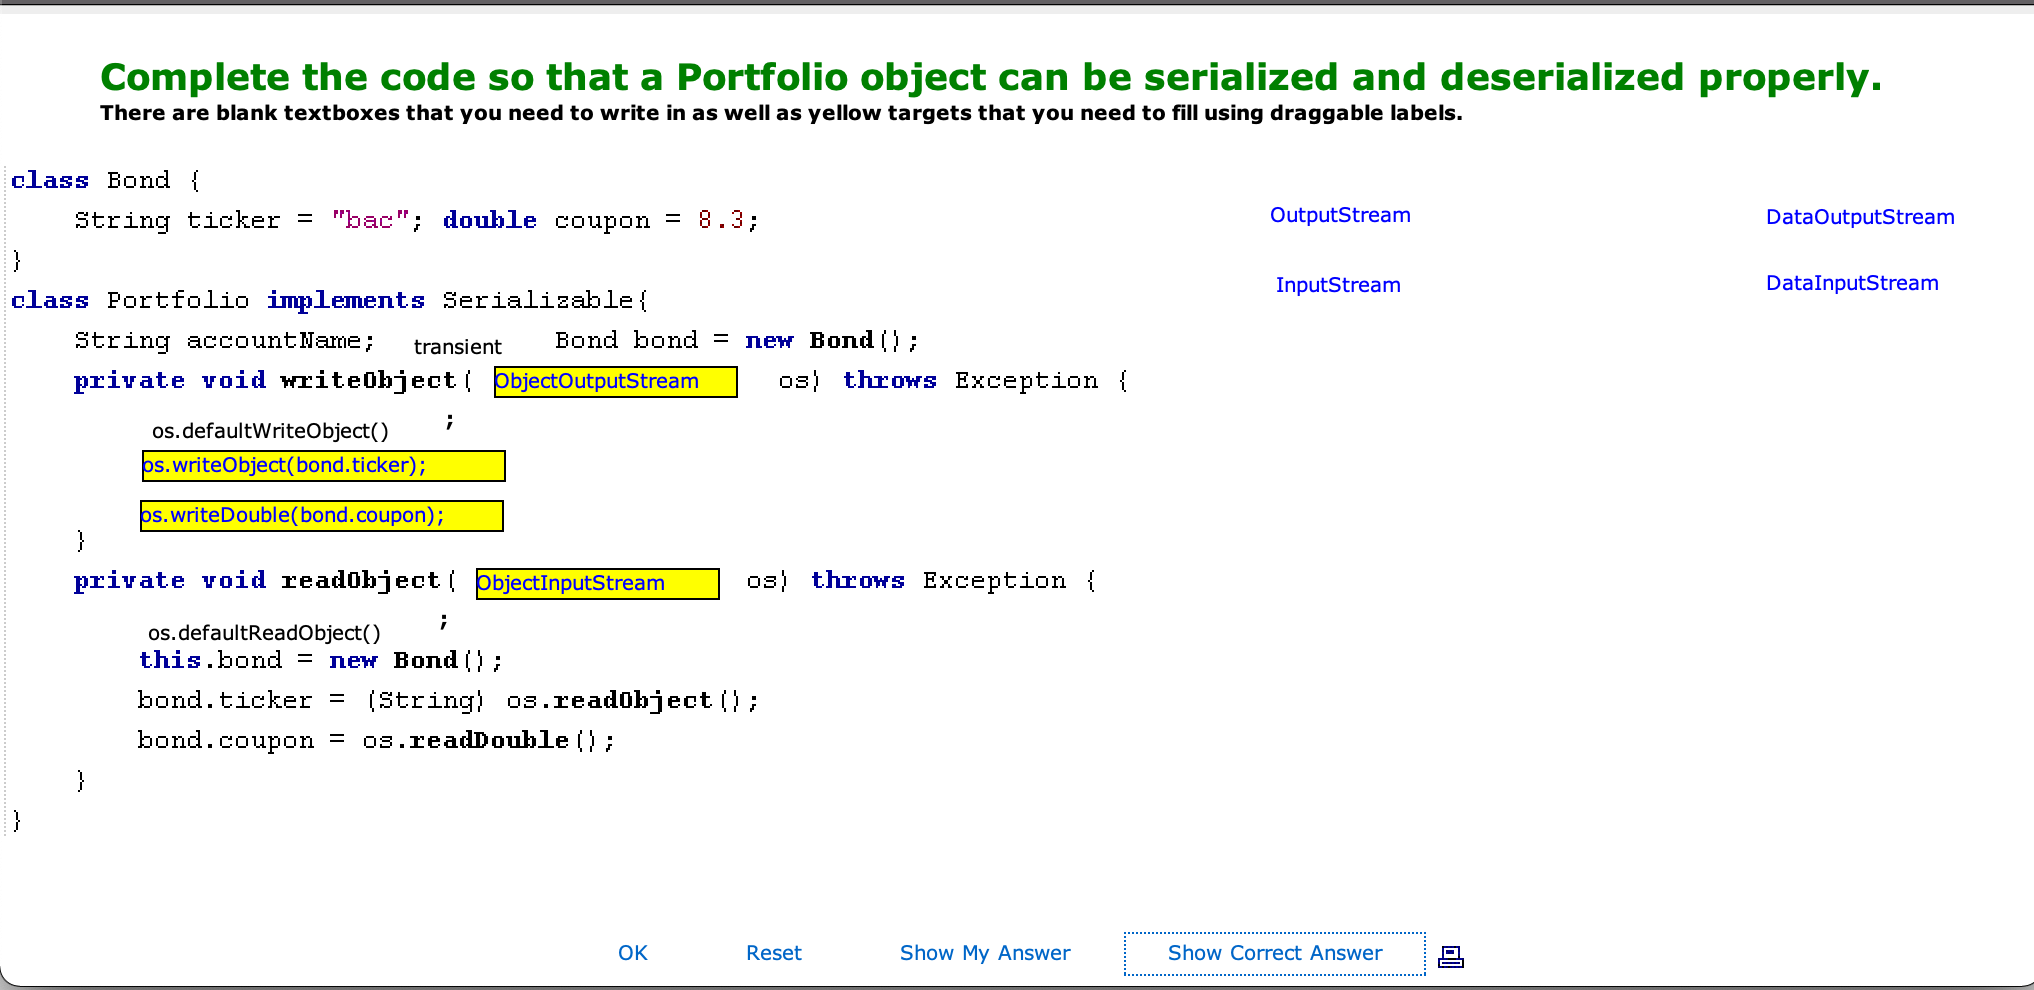 Complete the code so that a Portfolio object can be serialized and deserialized properly.
There are blank textboxes that you need to write in as well as yellow targets that you need to fill using draggable labels.
class Bond {
String ticker = "bac"; double coupon = 8.3;
}
class Portfolio implements Serializable{
String accountName; transient Bond bond = new Bond();
private void writeObject( ObjectOutputStream os) throws Exception {
os.defaultWriteObject() ;
os.writeObject(bond.ticker);
os.writeDouble(bond.coupon);
}
private void readObject( ObjectInputStream os) throws Exception {
os.defaultReadObject() ;
this.bond = new Bond();
bond.ticker = (String) os.readObject();
bond.coupon = os.readDouble();
}
}
OutputStream DataOutputStream
InputStream DataInputStream
OK Reset Show My Answer Show Correct Answer